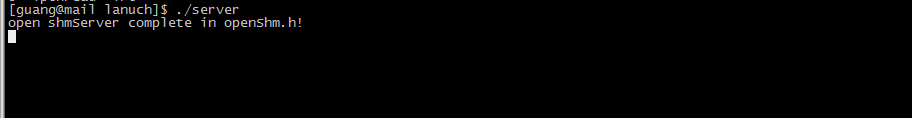 [guang@mail lanuch]$ ./server
open shmServer complete in openShm.h!